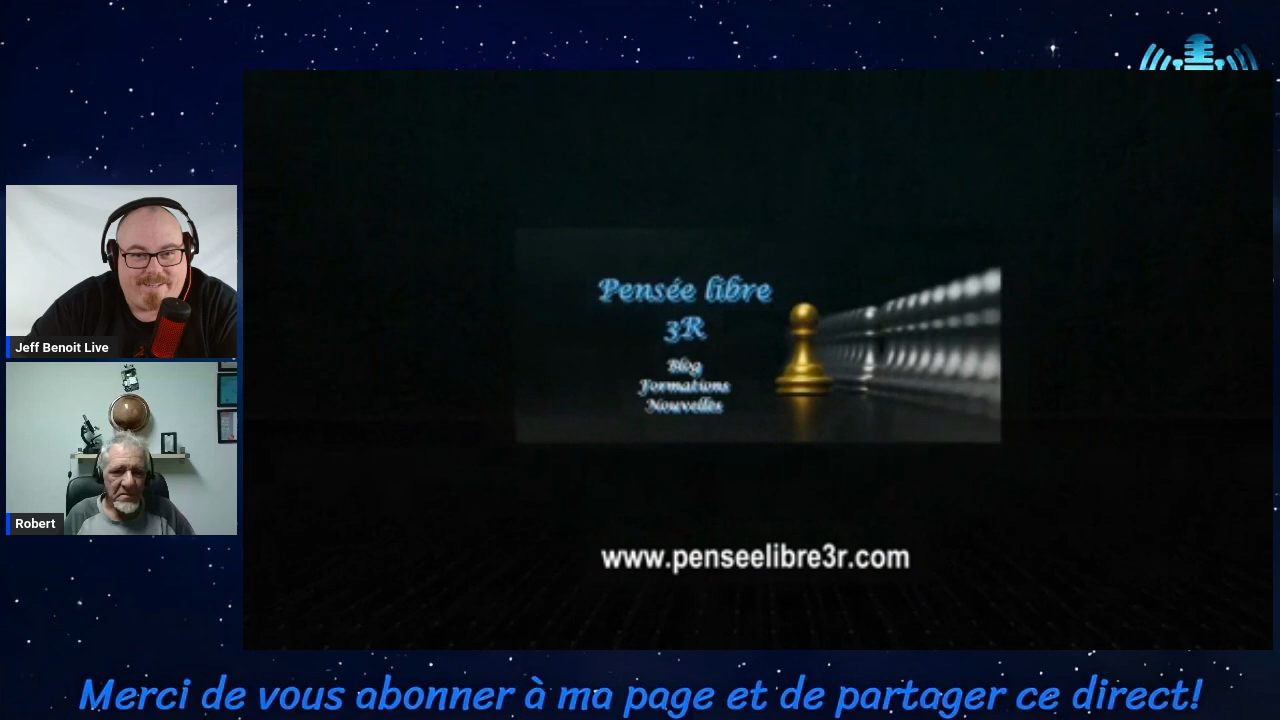 Jeff Benoit Live
Robert
Pensée libre
3R
Blog
Formations
Nouvelles
www.penseelibre3r.com
Merci de vous abonner à ma page et de partager ce direct!